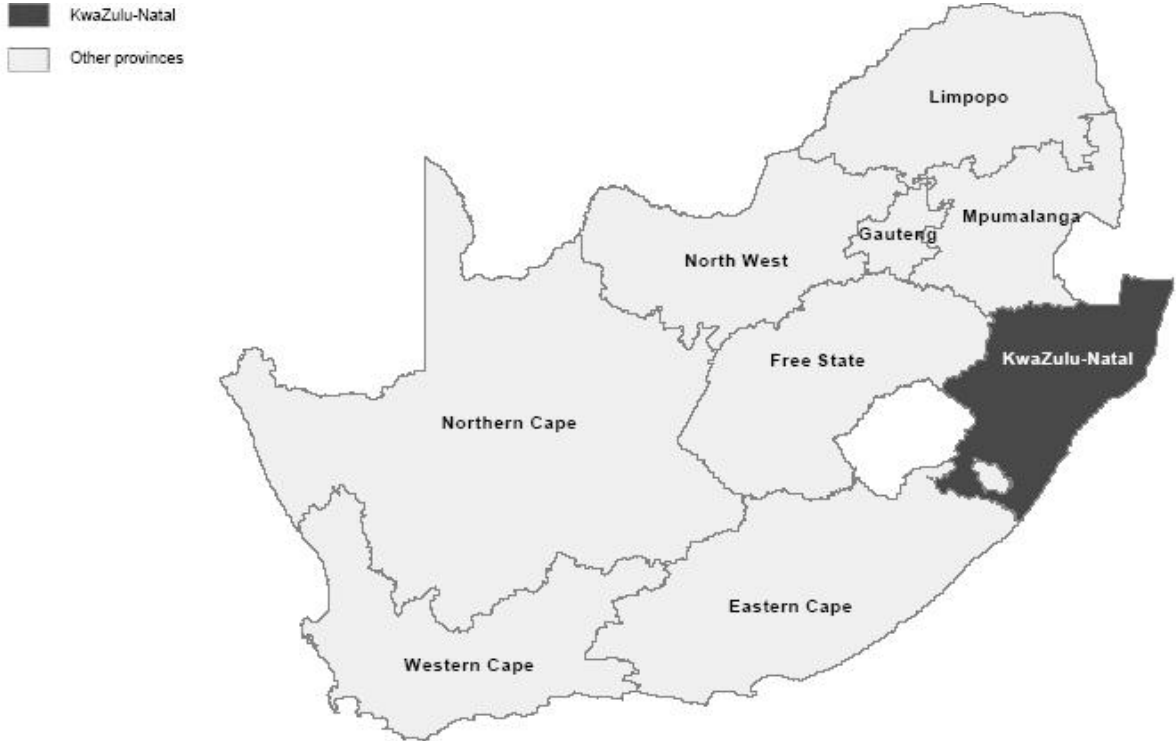 KwaZulu-Natal
Other provinces
Limpopo
Mpumalanga
Gauteng
North West
Free State
KwaZulu-Natal
Northern Cape
Eastern Cape
Western Cape